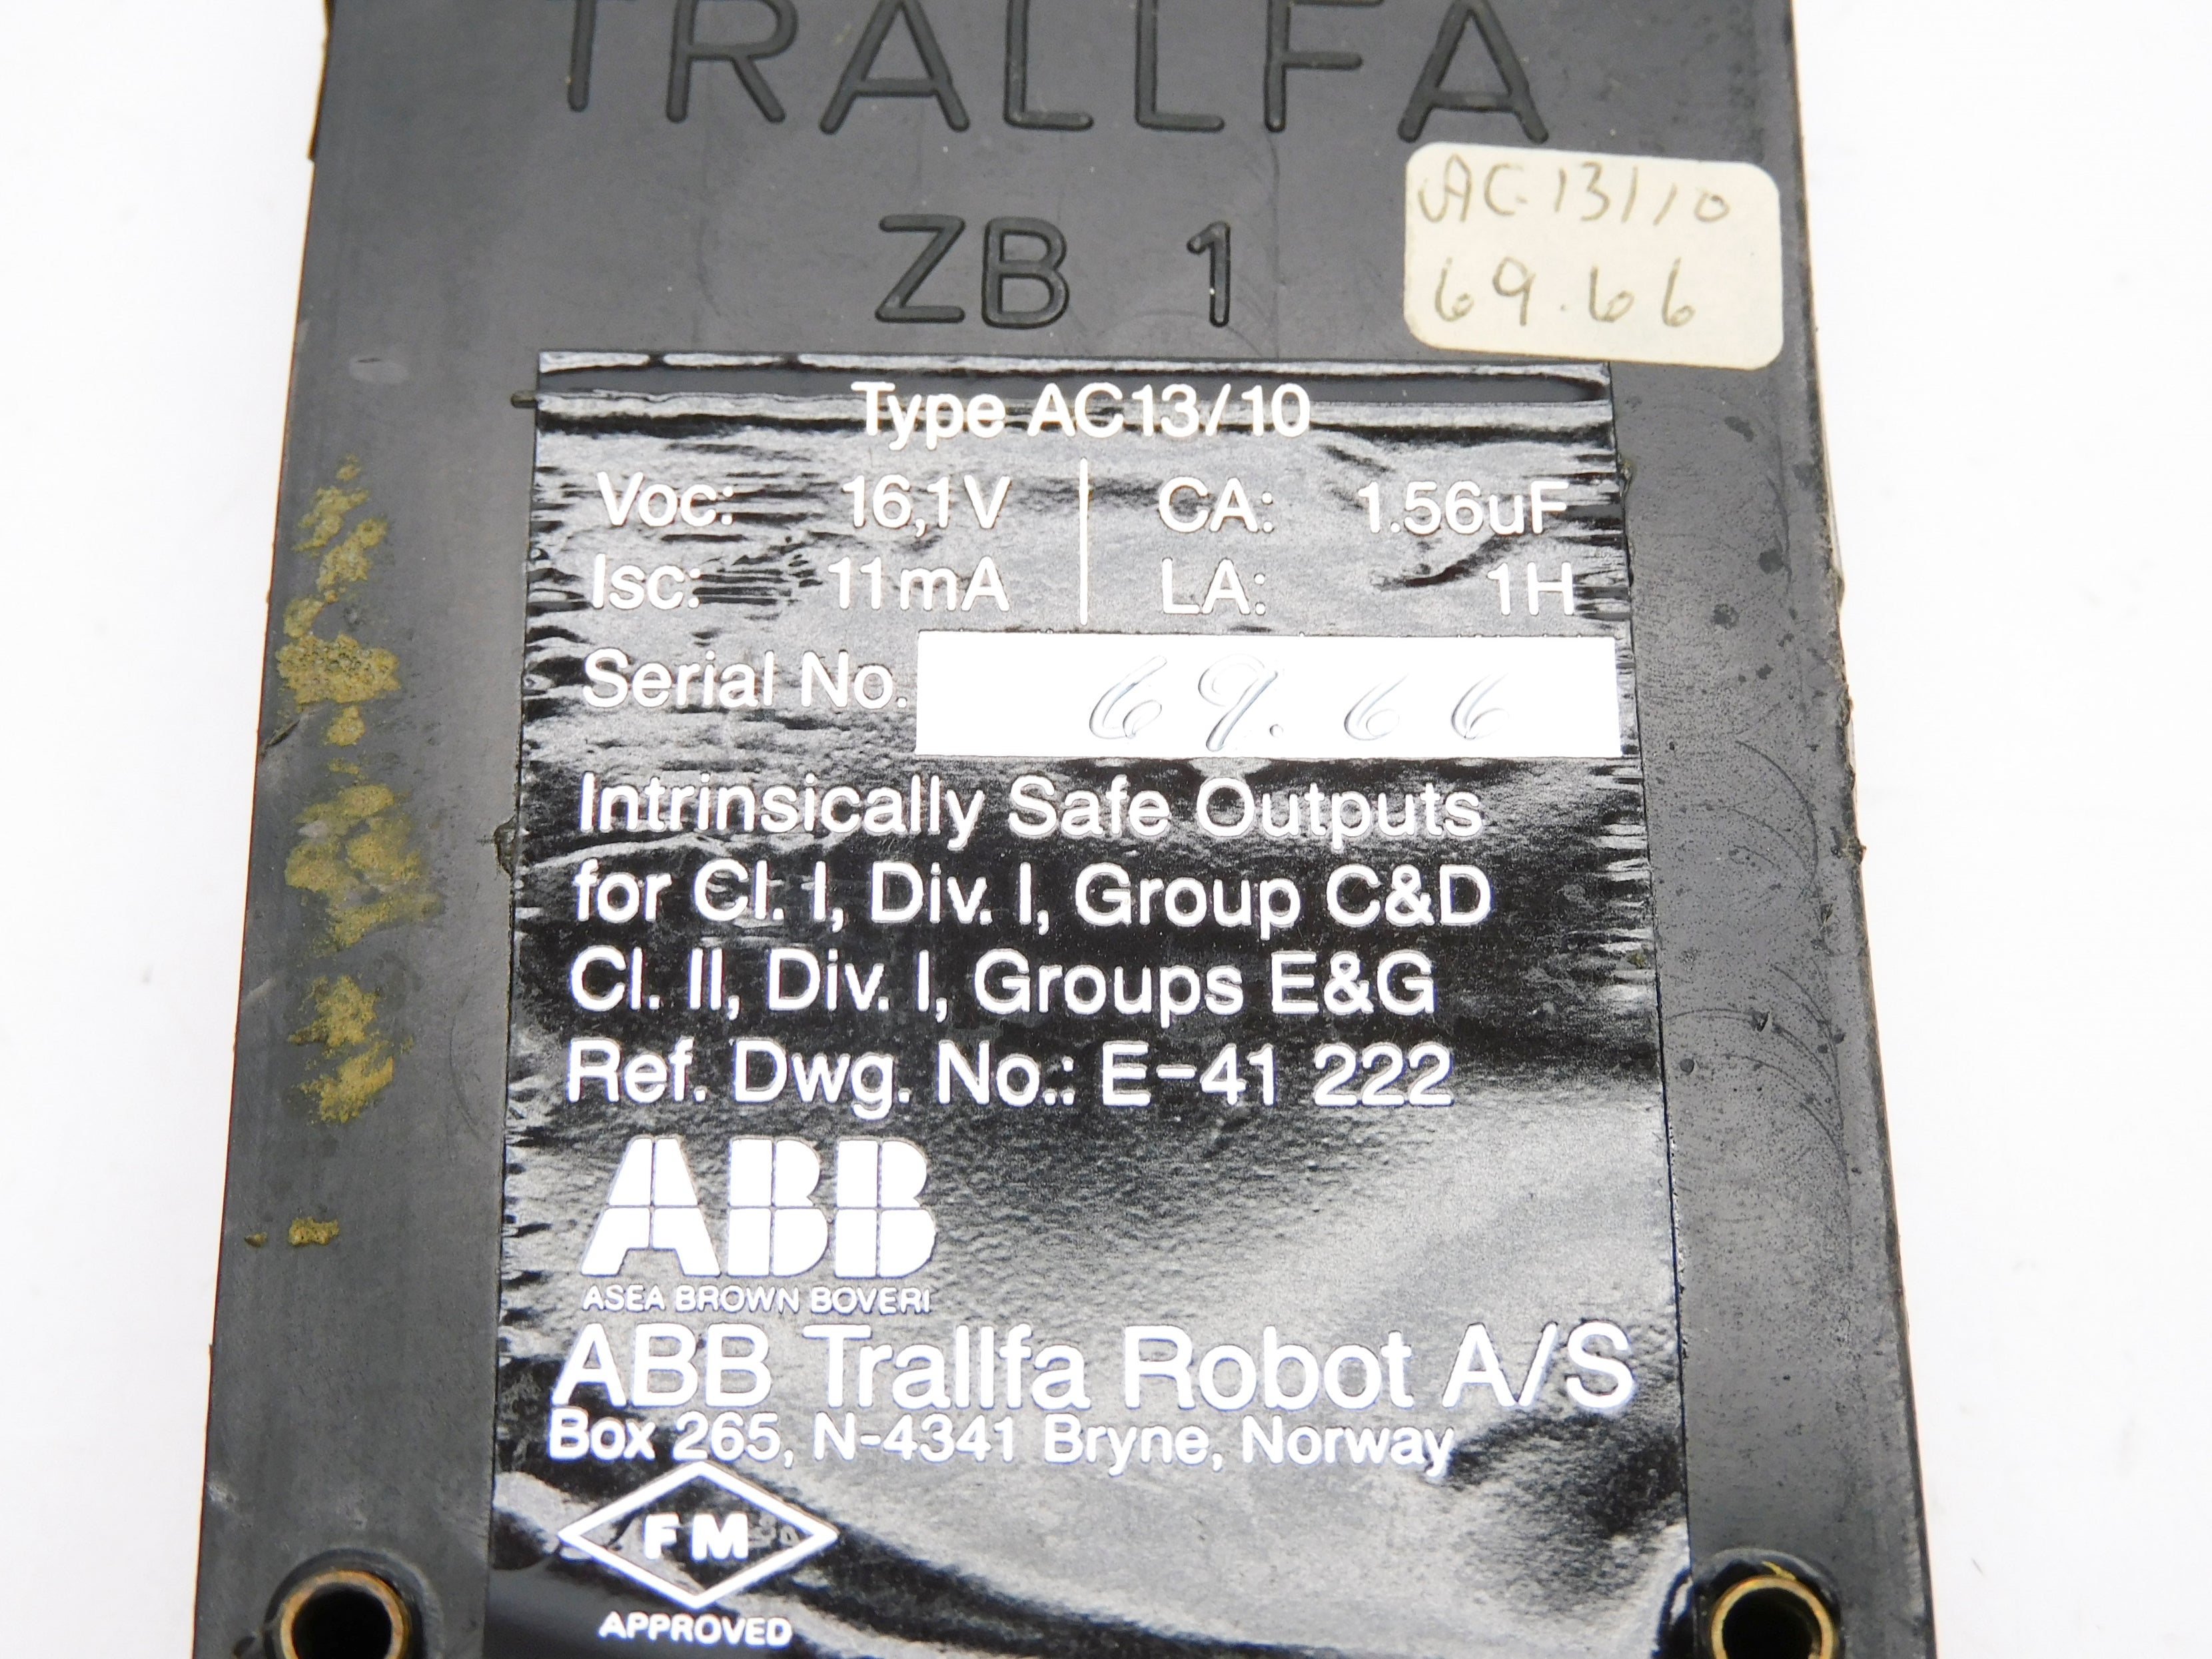 TRALLFA
ZB 1
AC 13/10
69.66
Type AC13/10
Voc: 16,1V CA: 1.56uF
Isc: 11mA LA: 1H
Serial No. 69.66
Intrinsically Safe Outputs
for Cl. I, Div. I, Group C&D
Cl. II, Div. I, Groups E&G
Ref. Dwg. No.: E-41 222
ABB
ASEA BROWN BOVERI
ABB Trallfa Robot A/S
Box 265, N-4341 Bryne, Norway
FM
APPROVED